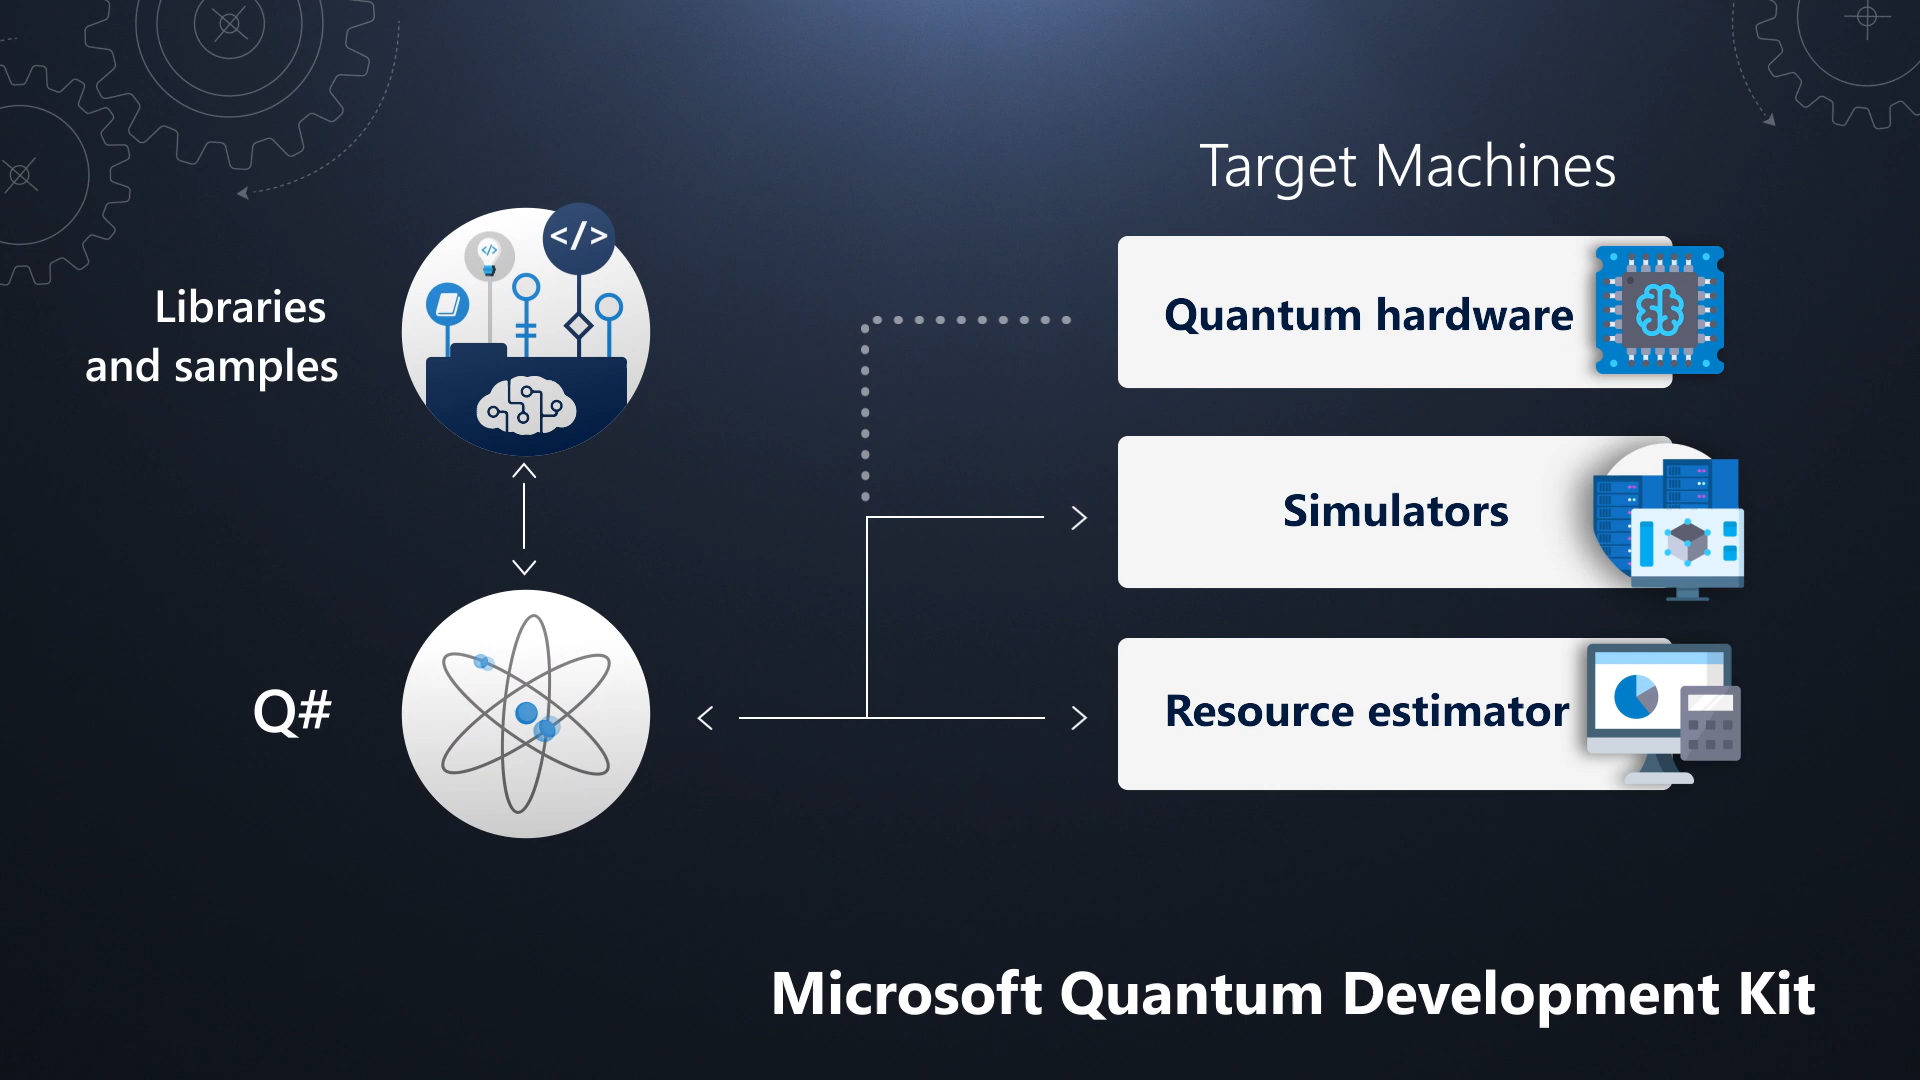 Target Machines
Libraries
and samples
</>
</>
Quantum hardware
Simulators
Q#
Resource estimator
Microsoft Quantum Development Kit